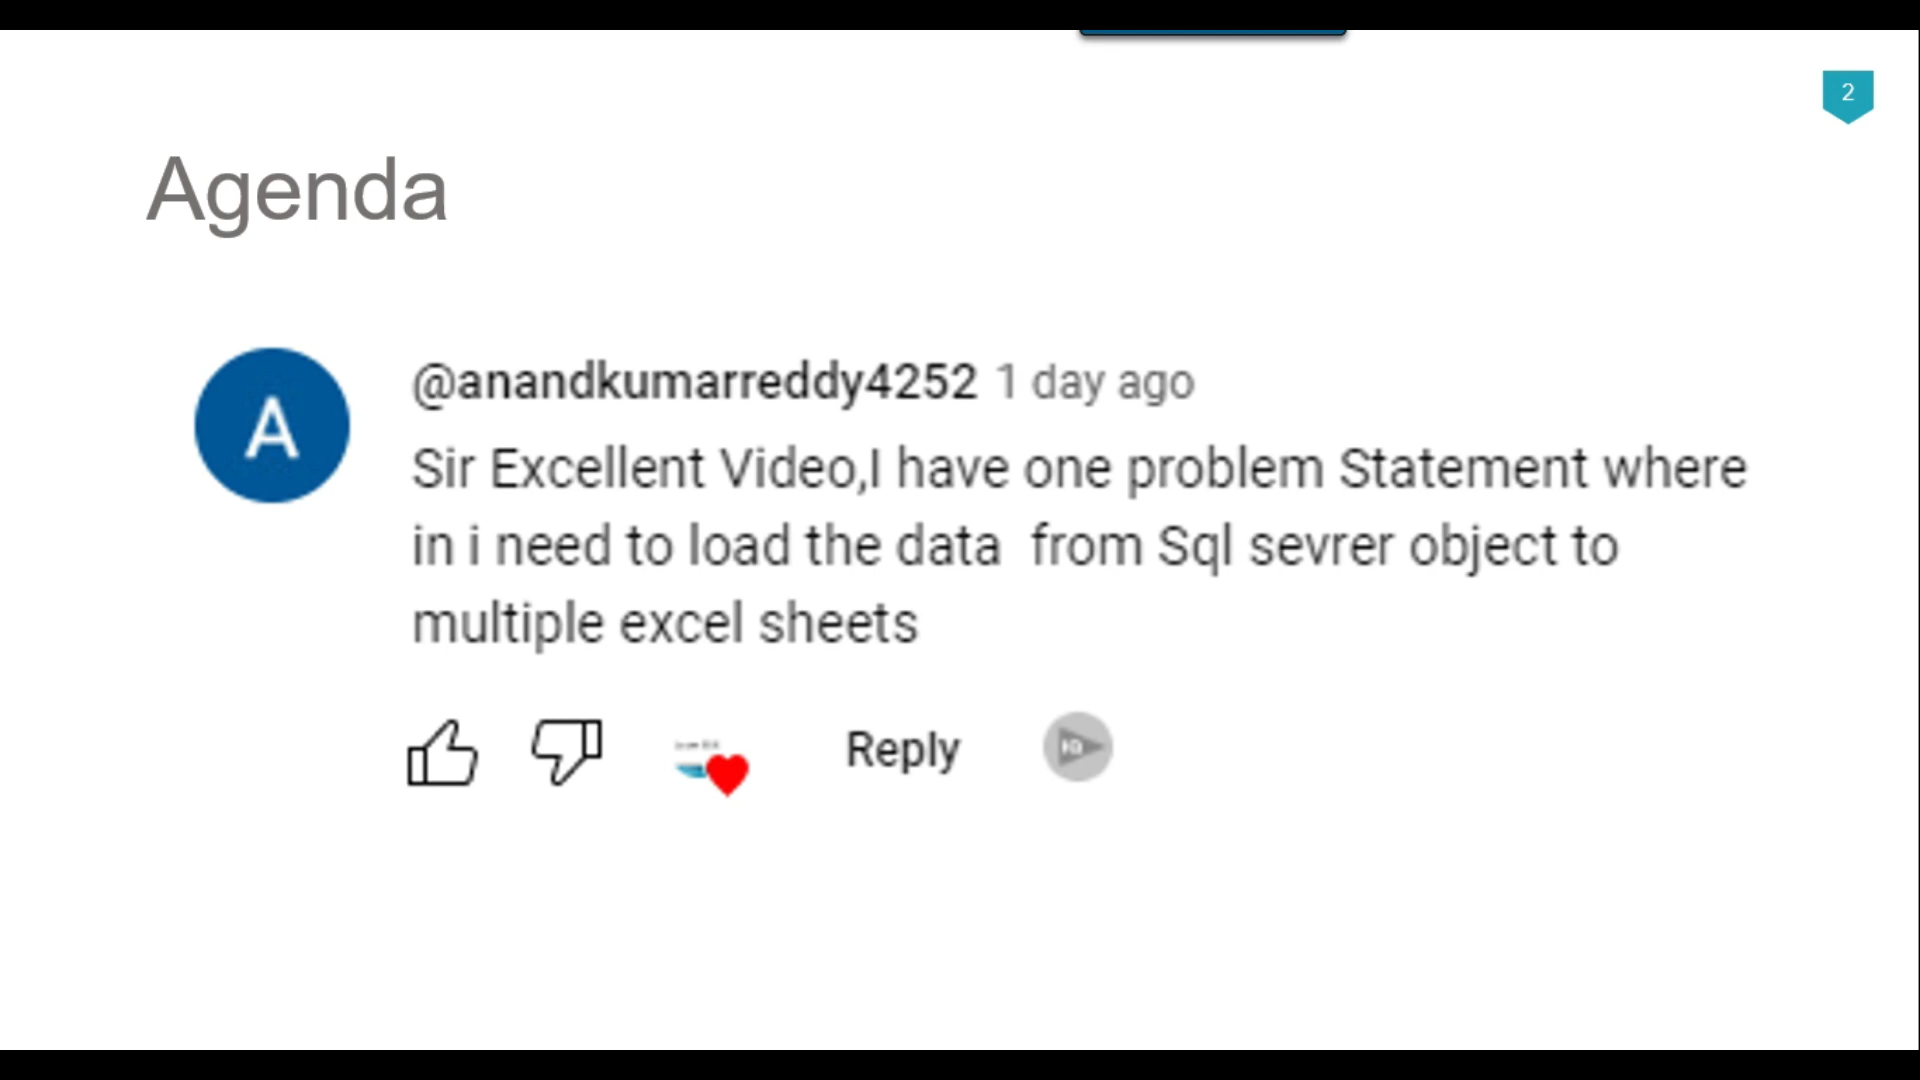 2
Agenda
A
@anandkumarreddy4252 1 day ago
Sir Excellent Video,I have one problem Statement where
in i need to load the data from Sql sevrer object to
multiple excel sheets
Reply